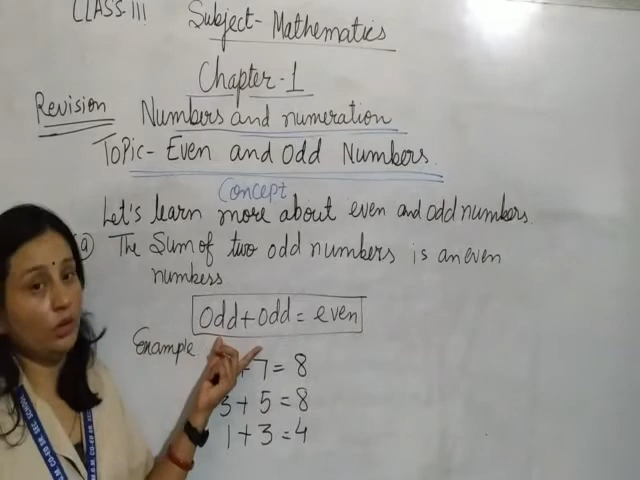 CLASS-III
Subject-Mathematics
Chapter-1
Revision
Numbers and numeration
Topic-Even and Odd Numbers.
Concept
Let's learn more about even and odd numbers.
(a) The Sum of two odd numbers is an even
numbers
Odd+Odd=even
Example
+7=8
3+5=8
1+3=4